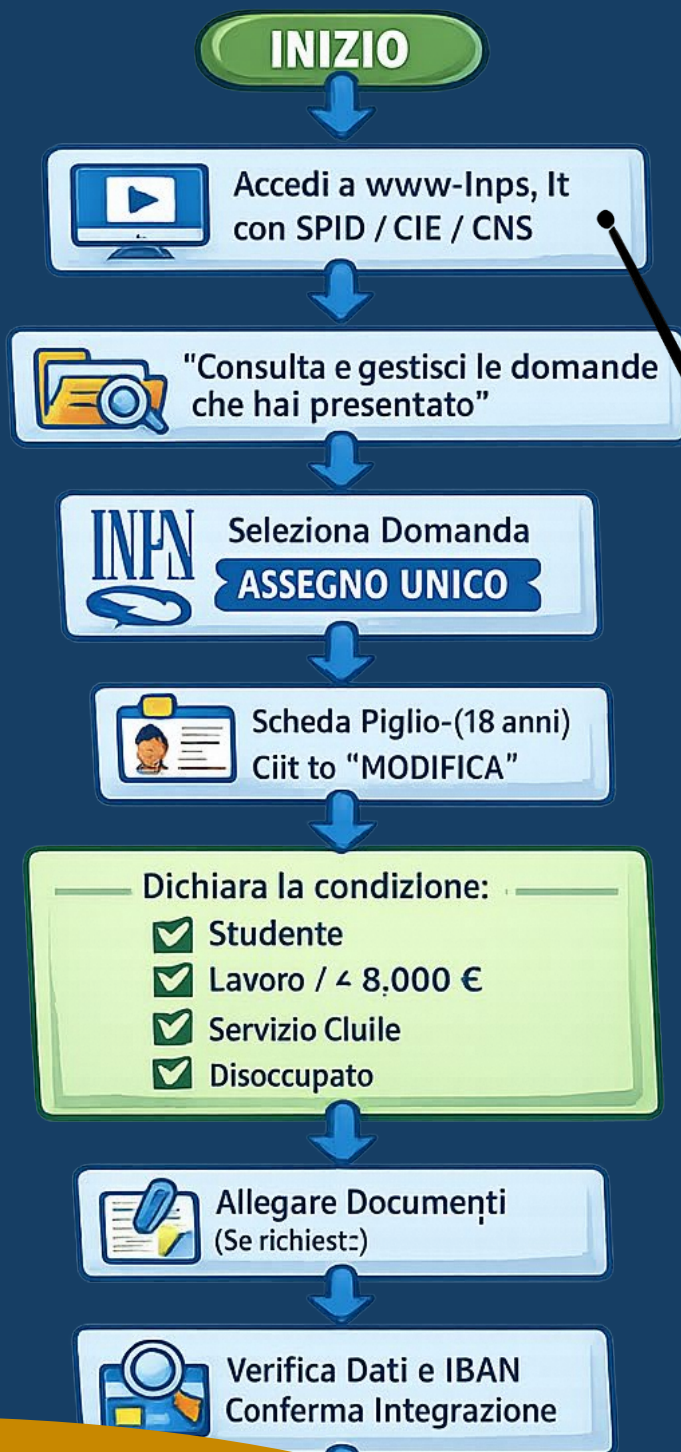 INIZIO
Accedi a www-Inps, It
con SPID / CIE / CNS
"Consulta e gestisci le domande
che hai presentato"
INPN
Seleziona Domanda
ASSEGNO UNICO
Scheda Piglio-(18 anni)
Ciit to "MODIFICA"
Dichiara la condizione:
Studente
Lavoro / < 8.000 €
Servizio Cluile
Disoccupato
Allegare Documenti
(Se richiest:)
Verifica Dati e IBAN
Conferma Integrazione